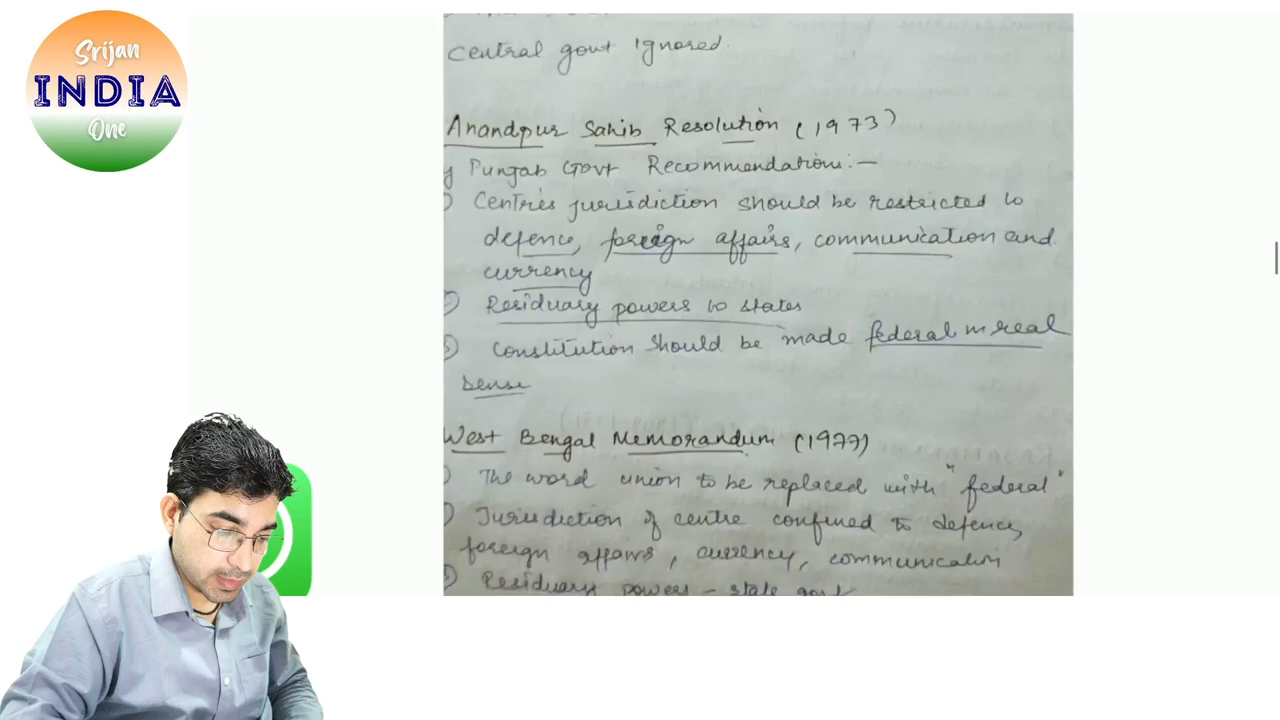 Srijan
INDIA
One
Central govt ignored.
Anandpur Sahib Resolution (1973)
Punjab Govt Recommendations:-
Centre's jurisdiction should be restricted to
defence, foreign affairs, communication and
currency
Residuary powers to states
Constitution should be made federal in real
sense
West Bengal Memorandum (1977)
The word union to be replaced with "federal"
Jurisdiction of centre confined to defence,
foreign affairs, currency, communication
Residuary powers - state govt